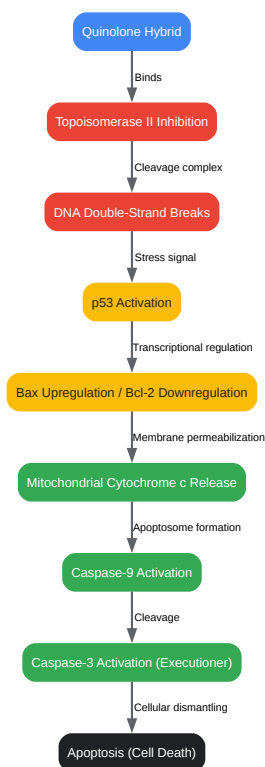 Quinolone Hybrid
Binds
Topoisomerase II Inhibition
Cleavage complex
DNA Double-Strand Breaks
Stress signal
p53 Activation
Transcriptional regulation
Bax Upregulation / Bcl-2 Downregulation
Membrane permeabilization
Mitochondrial Cytochrome c Release
Apoptosome formation
Caspase-9 Activation
Cleavage
Caspase-3 Activation (Executioner)
Cellular dismantling
Apoptosis (Cell Death)